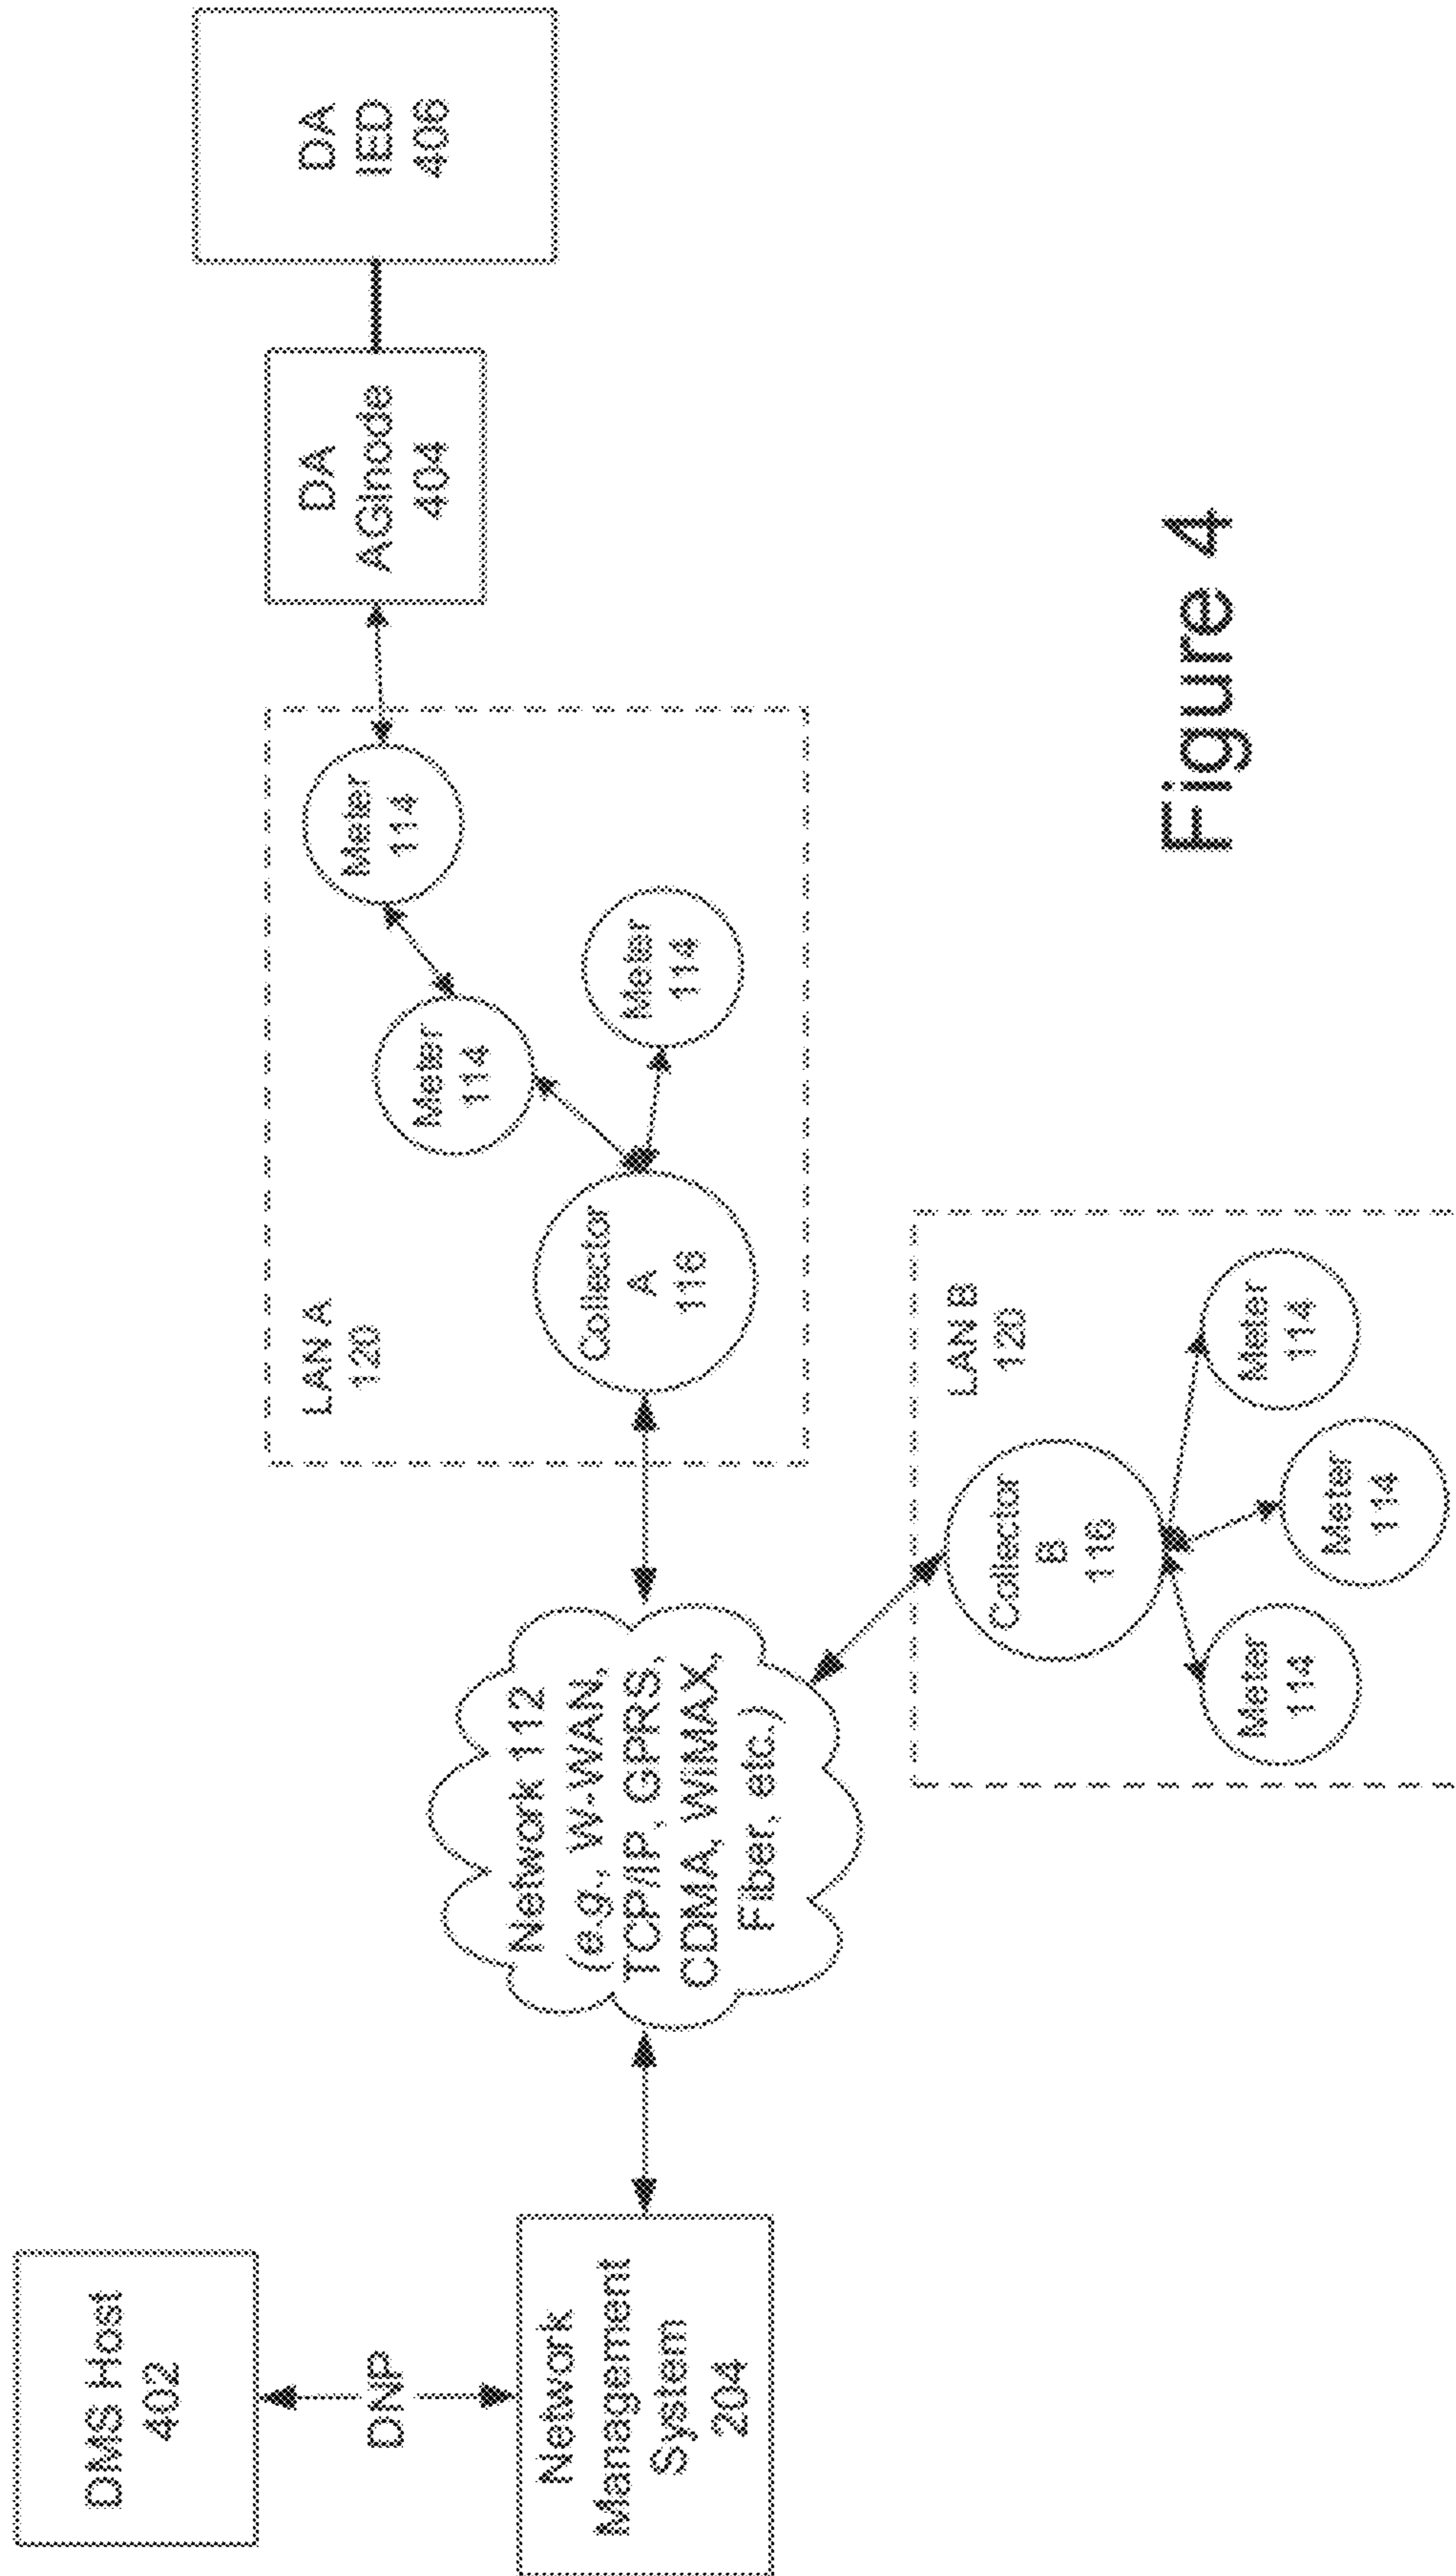 DMS Host
402
DNP
Network
Management
System
204
Network 112
(e.g., W-WAN,
TCP/IP, GPRS,
CDMA, WiMAX,
Fiber, etc.)
LAN A
120
Collector
A
116
Meter
114
Meter
114
Meter
114
DA
AGInode
404
DA
IED
406
LAN B
120
Collector
B
116
Meter
114
Meter
114
Meter
114
Figure 4